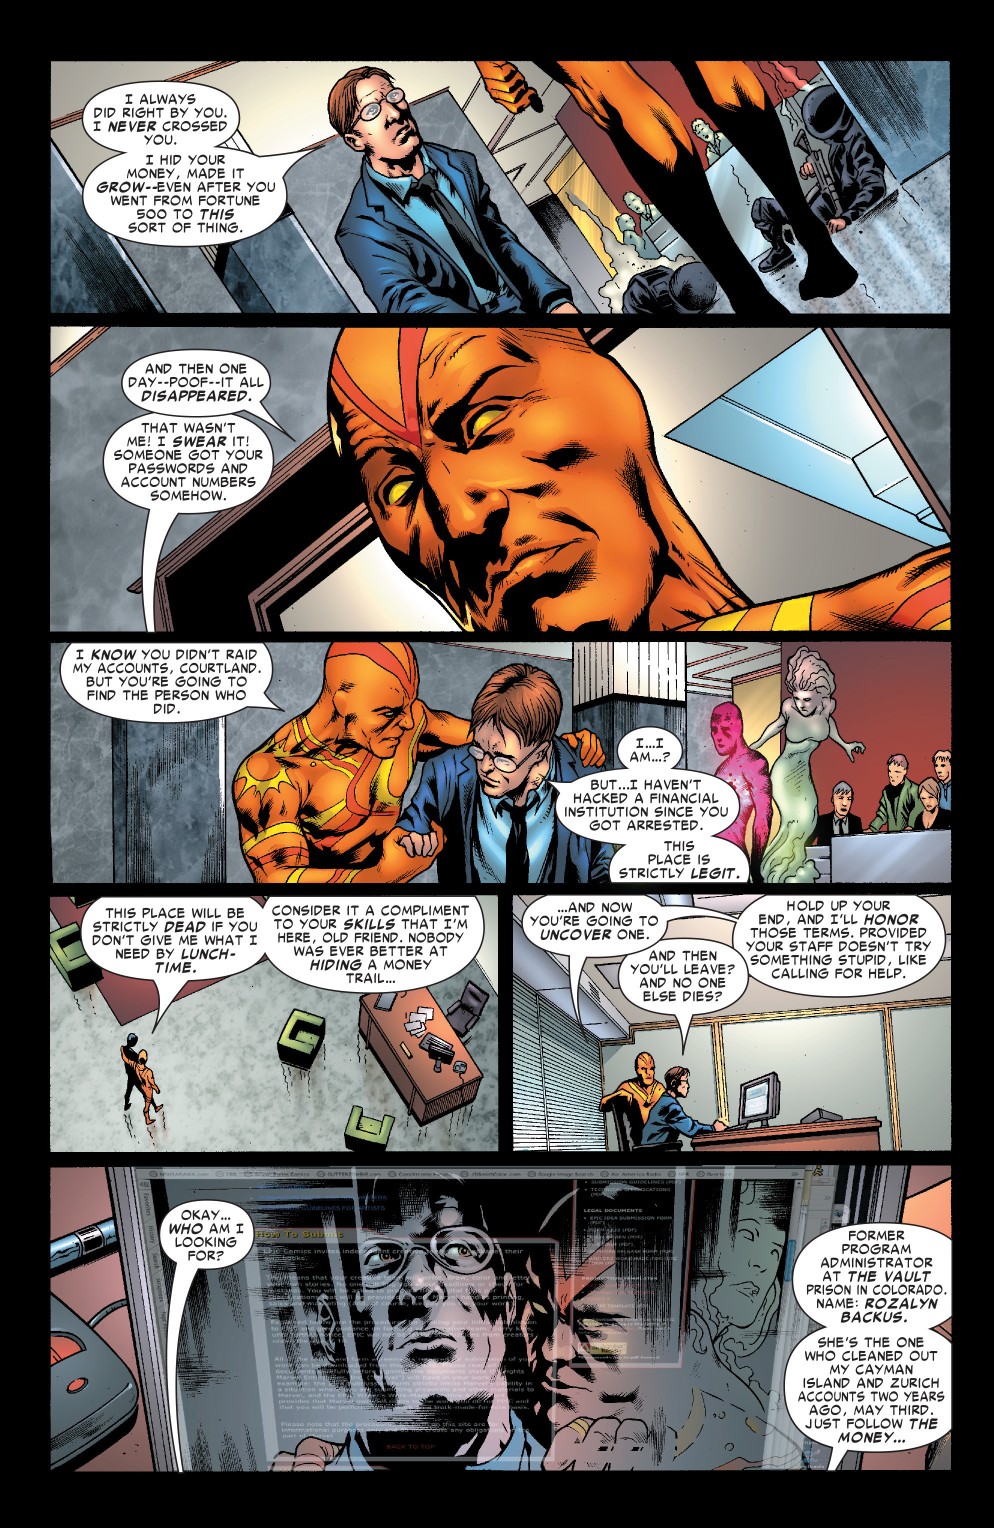 I ALWAYS
DID RIGHT BY YOU.
I NEVER CROSSED
YOU.
I HID YOUR
MONEY, MADE IT
GROW--EVEN AFTER YOU
WENT FROM FORTUNE
500 TO THIS
SORT OF THING.
AND THEN ONE
DAY--POOF--IT ALL
DISAPPEARED.
THAT WASN'T
ME! I SWEAR IT!
SOMEONE GOT YOUR
PASSWORDS AND
ACCOUNT NUMBERS
SOMEHOW.
I KNOW YOU DIDN'T RAID
MY ACCOUNTS, COURTLAND.
BUT YOU'RE GOING TO
FIND THE PERSON WHO
DID.
I...I
AM...?
BUT...I HAVEN'T
HACKED A FINANCIAL
INSTITUTION SINCE YOU
GOT ARRESTED.
THIS
PLACE IS
STRICTLY LEGIT.
THIS PLACE WILL BE
STRICTLY DEAD IF YOU
DON'T GIVE ME WHAT I
NEED BY LUNCH-
TIME.
CONSIDER IT A COMPLIMENT
TO YOUR SKILLS THAT I'M
HERE, OLD FRIEND. NOBODY
WAS EVER BETTER AT
HIDING A MONEY
TRAIL...
...AND NOW
YOU'RE GOING TO
UNCOVER ONE.
AND THEN
YOU'LL LEAVE?
AND NO ONE
ELSE DIES?
HOLD UP YOUR
END, AND I'LL HONOR
THOSE TERMS. PROVIDED
YOUR STAFF DOESN'T TRY
SOMETHING STUPID, LIKE
CALLING FOR HELP.
OKAY...
WHO AM I
LOOKING
FOR?
How To Submit
LEGAL DOCUMENTS
BACK TO TOP
FORMER
PROGRAM
ADMINISTRATOR
AT THE VAULT
PRISON IN COLORADO.
NAME: ROZALYN
BACKUS.
SHE'S THE ONE
WHO CLEANED OUT
MY CAYMAN
ISLAND AND ZURICH
ACCOUNTS TWO YEARS
AGO, MAY THIRD.
JUST FOLLOW THE
MONEY...